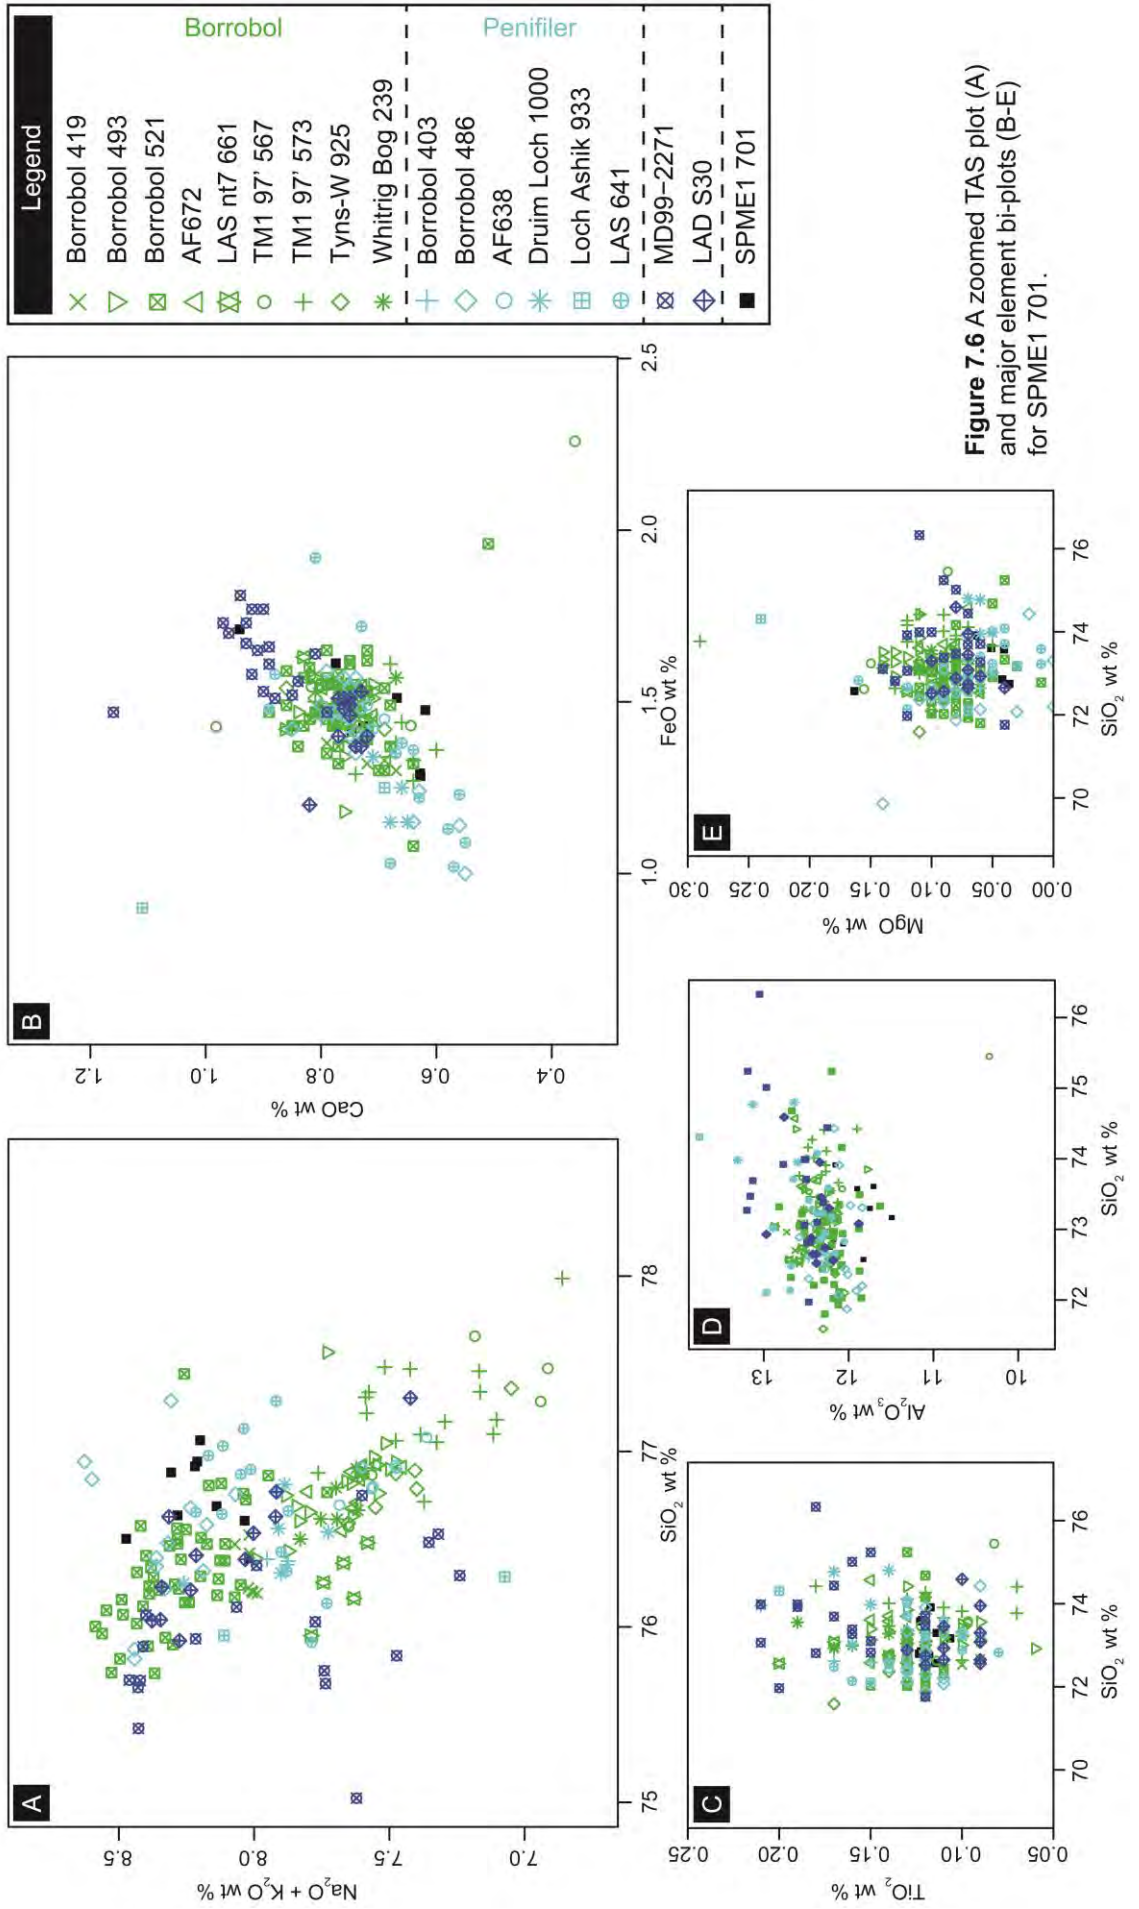 A
Na₂O + K₂O wt %
8.5
8.0
7.5
7.0
75
76
77
78
SiO₂ wt %
B
CaO wt %
1.2
1.0
0.8
0.6
0.4
1.0
1.5
2.0
2.5
FeO wt %
Legend
Borrobol
Borrobol 419
Borrobol 493
Borrobol 521
AF672
LAS nt7 661
TM1 97' 567
TM1 97' 573
Tyns-W 925
Whitrig Bog 239
Penifiler
Borrobol 403
Borrobol 486
AF638
Druim Loch 1000
Loch Ashik 933
LAS 641
MD99-2271
LAD S30
SPME1 701
C
TiO₂ wt %
0.25
0.20
0.15
0.10
0.05
70
72
74
76
SiO₂ wt %
D
Al₂O₃ wt %
13
12
11
10
72
73
74
75
76
SiO₂ wt %
E
MgO wt %
0.30
0.25
0.20
0.15
0.10
0.05
0.00
70
72
74
76
SiO₂ wt %
Figure 7.6 A zoomed TAS plot (A)
and major element bi-plots (B-E)
for SPME1 701.